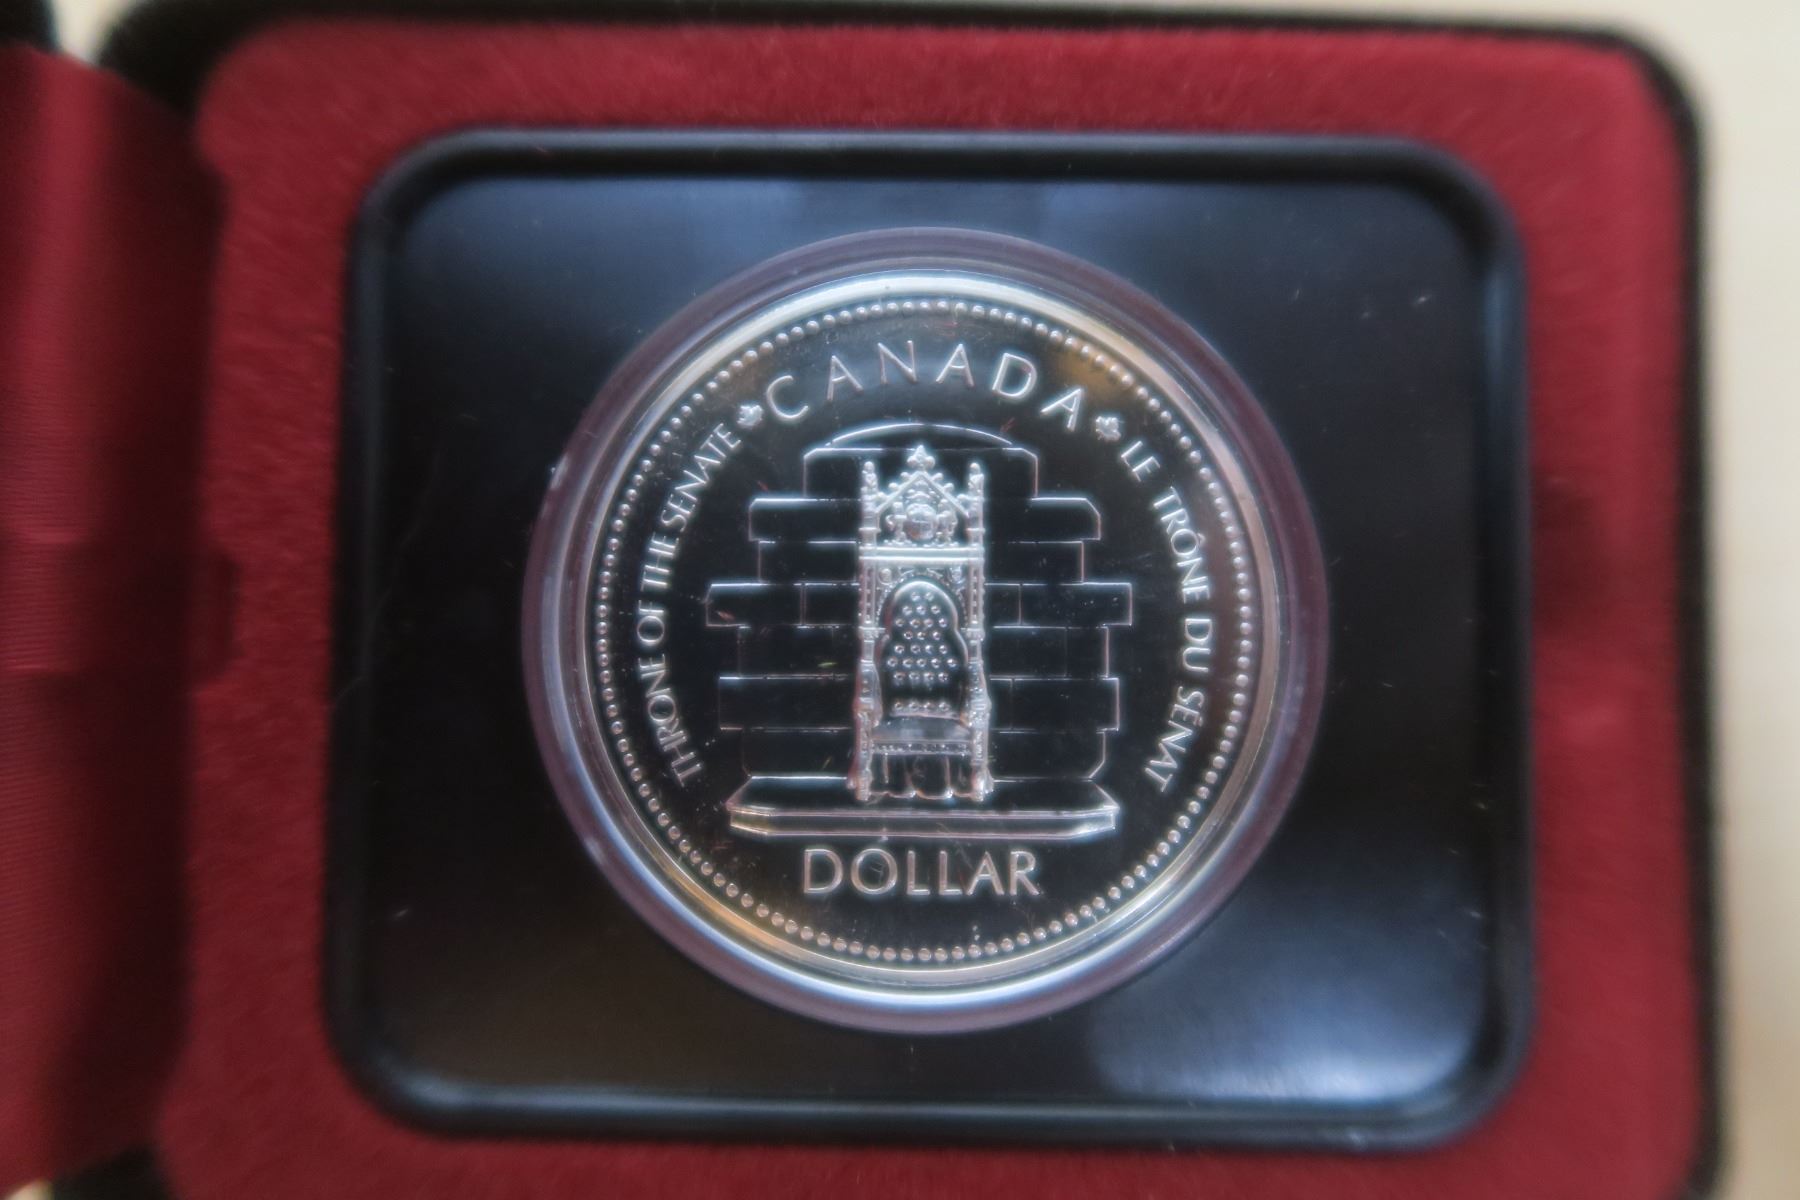 CANADA
THRONE OF THE SENATE
LE TRÔNE DU SÉNAT
DOLLAR